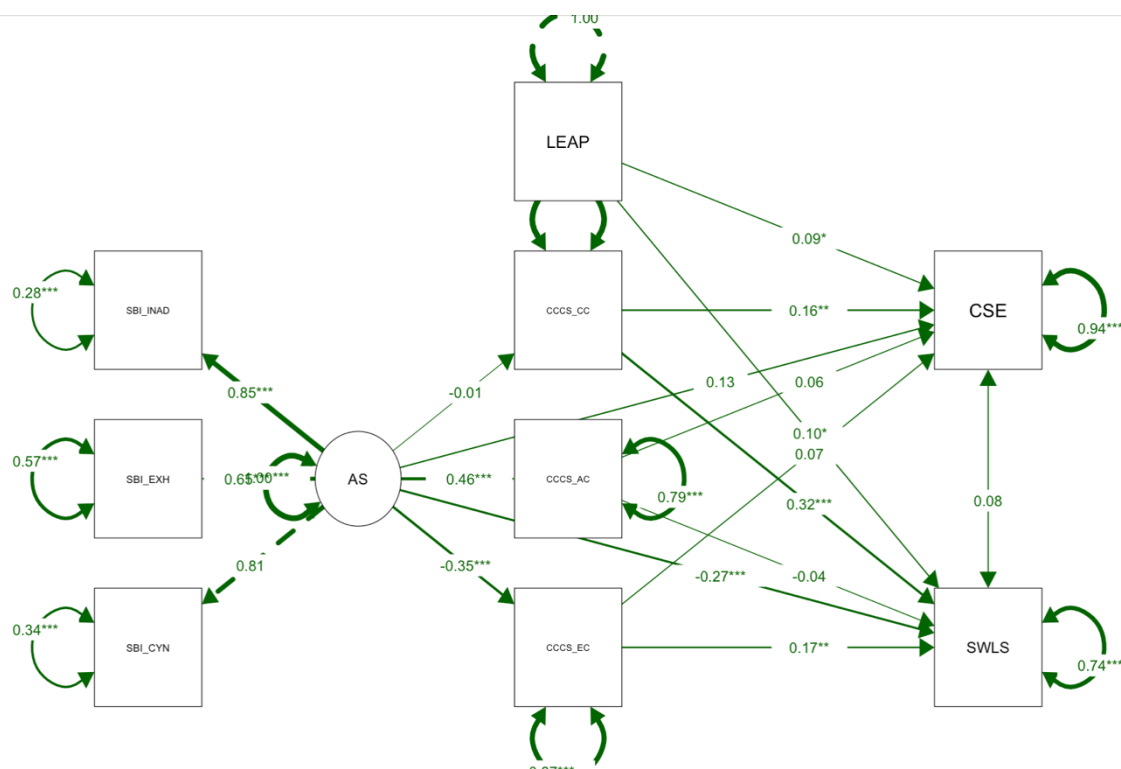 1.00
LEAP
0.09*
0.28***
SBI_INAD
CCCS_CC
0.16**
CSE
0.94***
0.85***
-0.01
0.13
0.06
0.10*
0.07
0.57***
SBI_EXH
AS
0.46***
CCCS_AC
0.79***
0.32***
0.08
0.81
-0.35***
-0.27***
-0.04
0.34***
SBI_CYN
CCCS_EC
0.17**
SWLS
0.74***